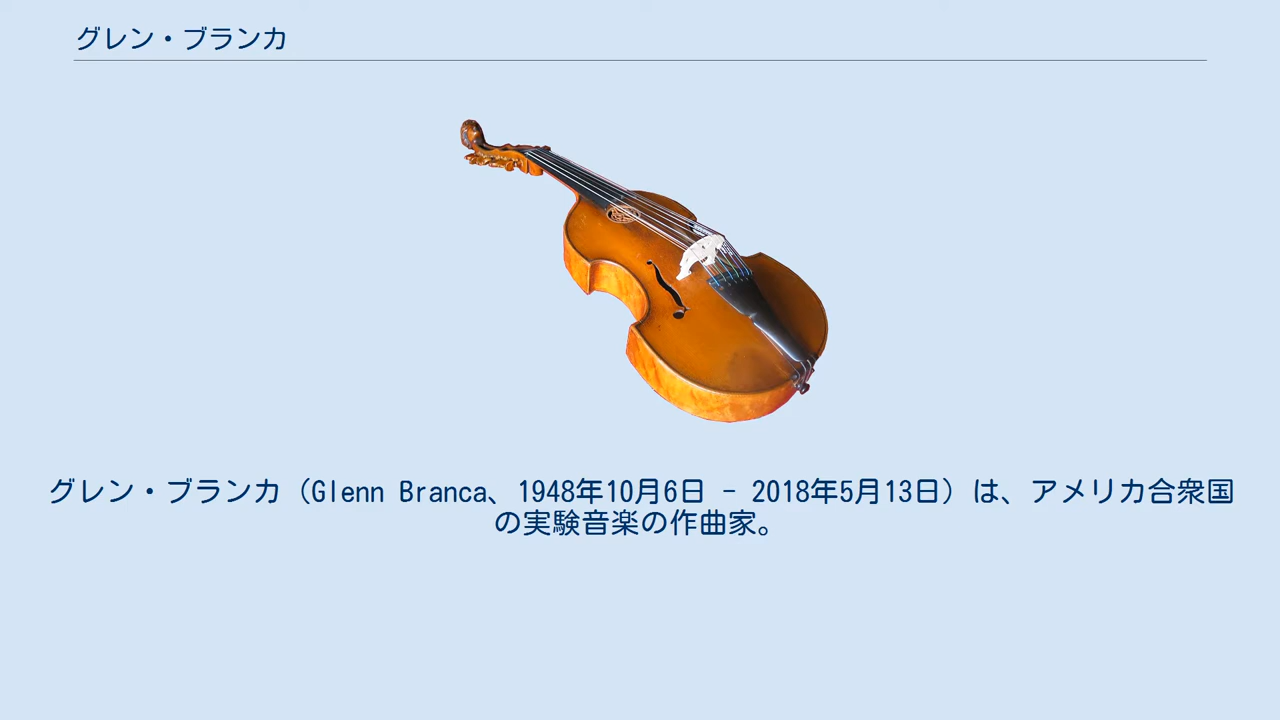 グレン・ブランカ
グレン・ブランカ（Glenn Branca、1948年10月6日 - 2018年5月13日）は、アメリカ合衆国
の実験音楽の作曲家。